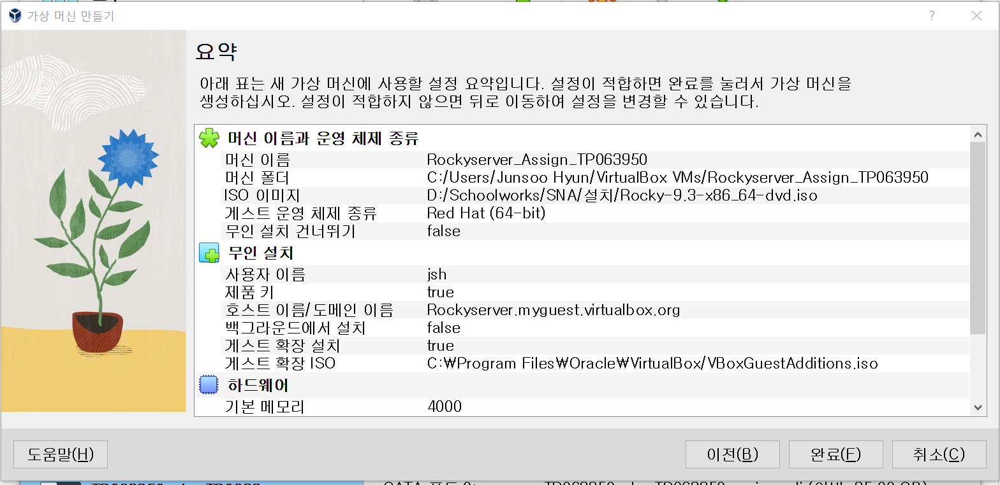 가상 머신 만들기
요약
아래 표는 새 가상 머신에 사용할 설정 요약입니다. 설정이 적합하면 완료를 눌러서 가상 머신을
생성하십시오. 설정이 적합하지 않으면 뒤로 이동하여 설정을 변경할 수 있습니다.
머신 이름과 운영 체제 종류
머신 이름 Rockyserver_Assign_TP063950
머신 폴더 C:/Users/Junsoo Hyun/VirtualBox VMs/Rockyserver_Assign_TP063950
ISO 이미지 D:/Schoolworks/SNA/설치/Rocky-9.3-x86_64-dvd.iso
게스트 운영 체제 종류 Red Hat (64-bit)
무인 설치 건너뛰기 false
무인 설치
사용자 이름 jsh
제품 키 true
호스트 이름/도메인 이름 Rockyserver.myguest.virtualbox.org
백그라운드에서 설치 false
게스트 확장 설치 true
게스트 확장 ISO C:₩Program Files₩Oracle₩VirtualBox/VBoxGuestAdditions.iso
하드웨어
기본 메모리 4000
도움말(H) 이전(B) 완료(F) 취소(C)